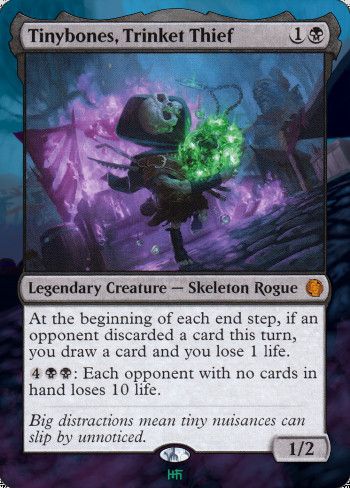 Tinybones, Trinket Thief 1
Legendary Creature — Skeleton Rogue
At the beginning of each end step, if an
opponent discarded a card this turn,
you draw a card and you lose 1 life.
4: Each opponent with no cards in
hand loses 10 life.
Big distractions mean tiny nuisances can
slip by unnoticed.
1/2